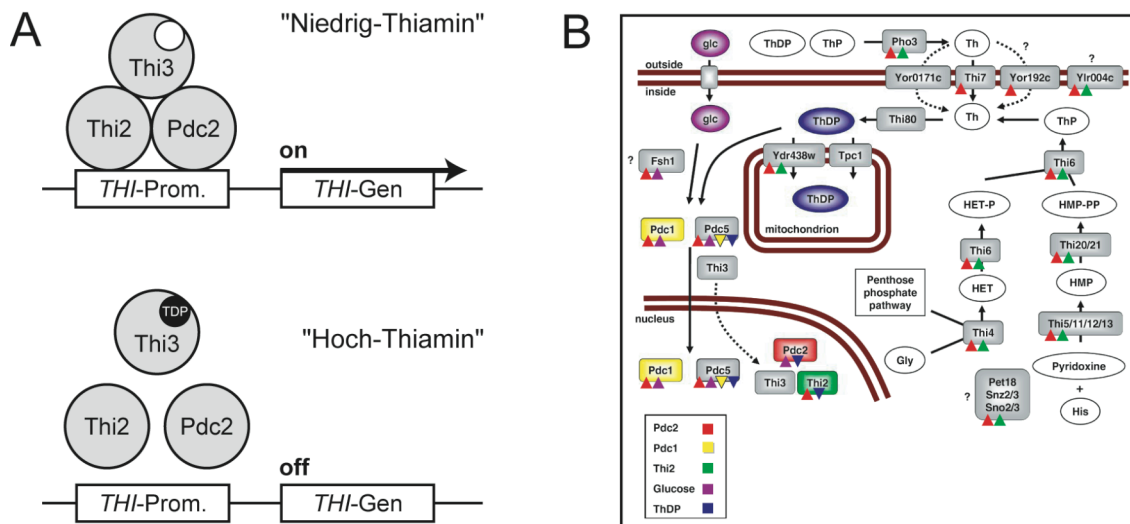 A
"Niedrig-Thiamin"
Thi3
Thi2
Pdc2
on
THI-Prom.
THI-Gen
TDP
Thi3
"Hoch-Thiamin"
Thi2
Pdc2
off
THI-Prom.
THI-Gen
B
glc
ThDP
ThP
Pho3
Th
?
?
outside
inside
Yor0171c
Thi7
Yor192c
Ylr004c
glc
ThDP
Thi80
Th
ThP
?
Fsh1
Ydr438w
Tpc1
Thi6
ThDP
HET-P
HMP-PP
Pdc1
Pdc5
mitochondrion
Thi6
Thi20/21
Thi3
Penthose
phosphate
pathway
HET
HMP
nucleus
Thi4
Thi5/11/12/13
Pdc2
Pdc1
Pdc5
Gly
Pyridoxine
Thi3
Thi2
?
Pet18
Snz2/3
Sno2/3
+
His
Pdc2
Pdc1
Thi2
Glucose
ThDP